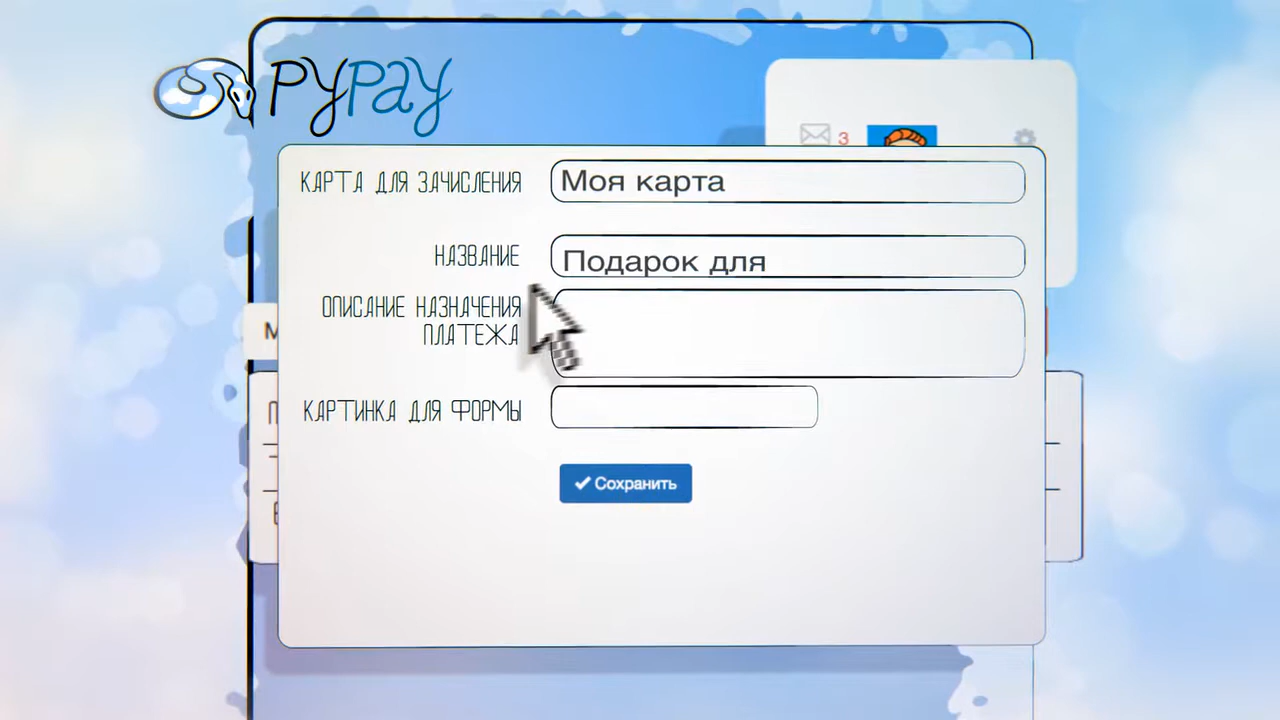 PYPAY
3
КАРТА ДЛЯ ЗАЧИСЛЕНИЯ
Моя карта
НАЗВАНИЕ
Подарок для
ОПИСАНИЕ НАЗНАЧЕНИЯ
ПЛАТЕЖА
КАРТИНКА ДЛЯ ФОРМЫ
Сохранить